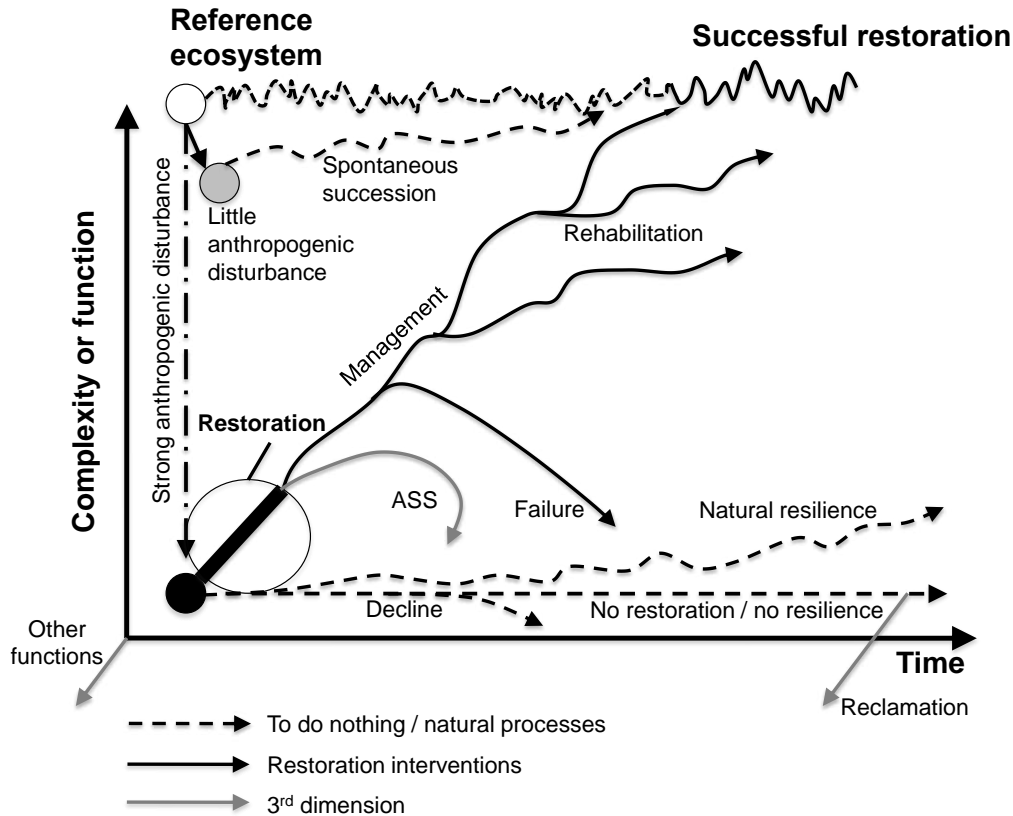 Reference
ecosystem
Successful restoration
Spontaneous
succession
Little
anthropogenic
disturbance
Rehabilitation
Strong anthropogenic disturbance
Complexity or function
Management
Restoration
ASS
Failure
Natural resilience
Decline
No restoration / no resilience
Other
functions
Time
Reclamation
To do nothing / natural processes
Restoration interventions
3rd dimension